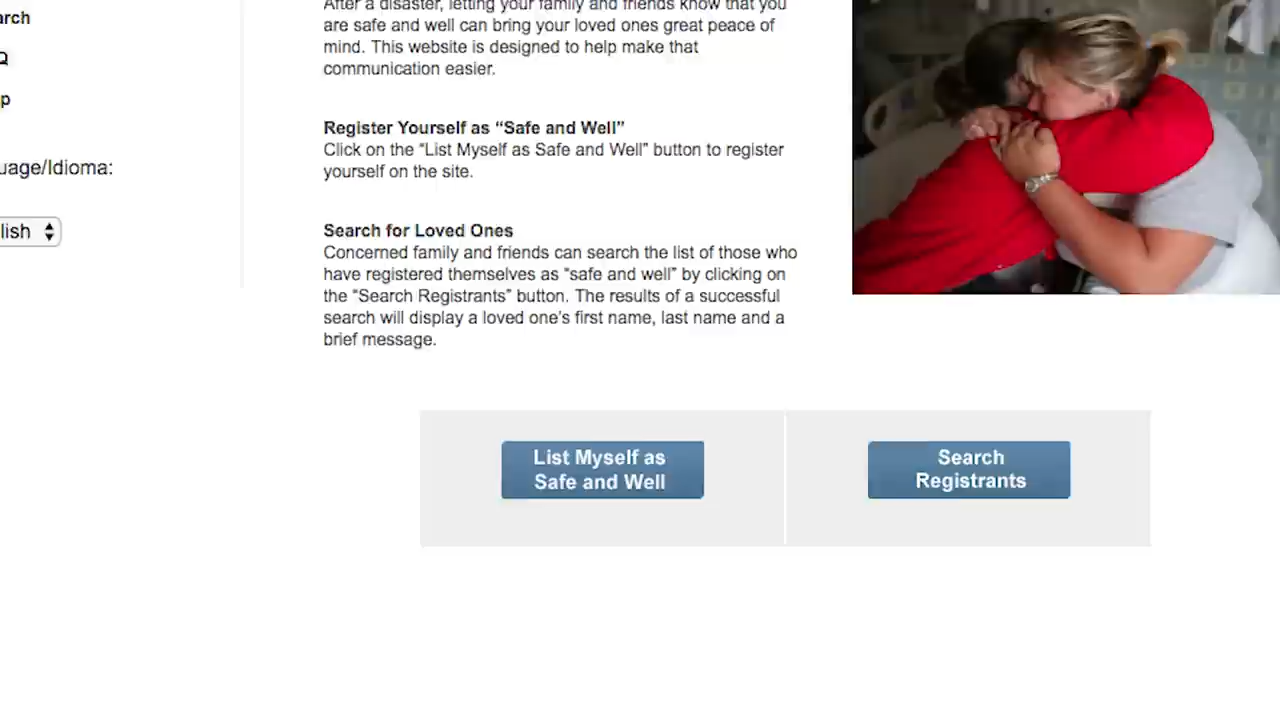 arch
Q
p
uage/Idioma:
lish
After a disaster, letting your family and friends know that you
are safe and well can bring your loved ones great peace of
mind. This website is designed to help make that
communication easier.
Register Yourself as “Safe and Well”
Click on the “List Myself as Safe and Well” button to register
yourself on the site.
Search for Loved Ones
Concerned family and friends can search the list of those who
have registered themselves as “safe and well” by clicking on
the “Search Registrants” button. The results of a successful
search will display a loved one’s first name, last name and a
brief message.
List Myself as
Safe and Well
Search
Registrants